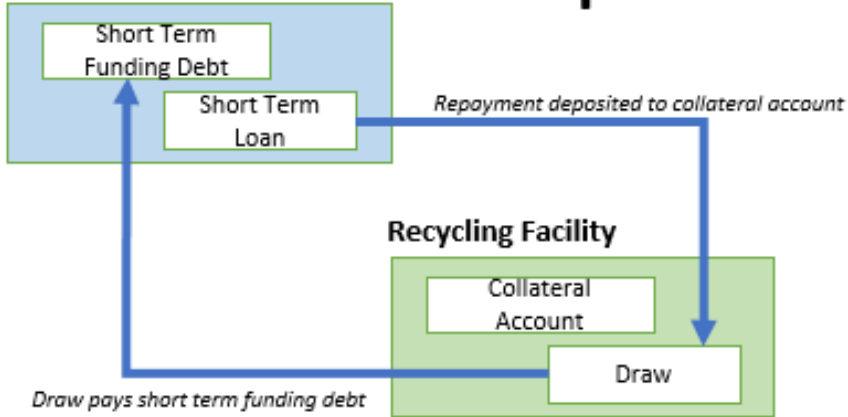 Short Term
Funding Debt
Short Term
Loan
Repayment deposited to collateral account
Recycling Facility
Collateral
Account
Draw
Draw pays short term funding debt